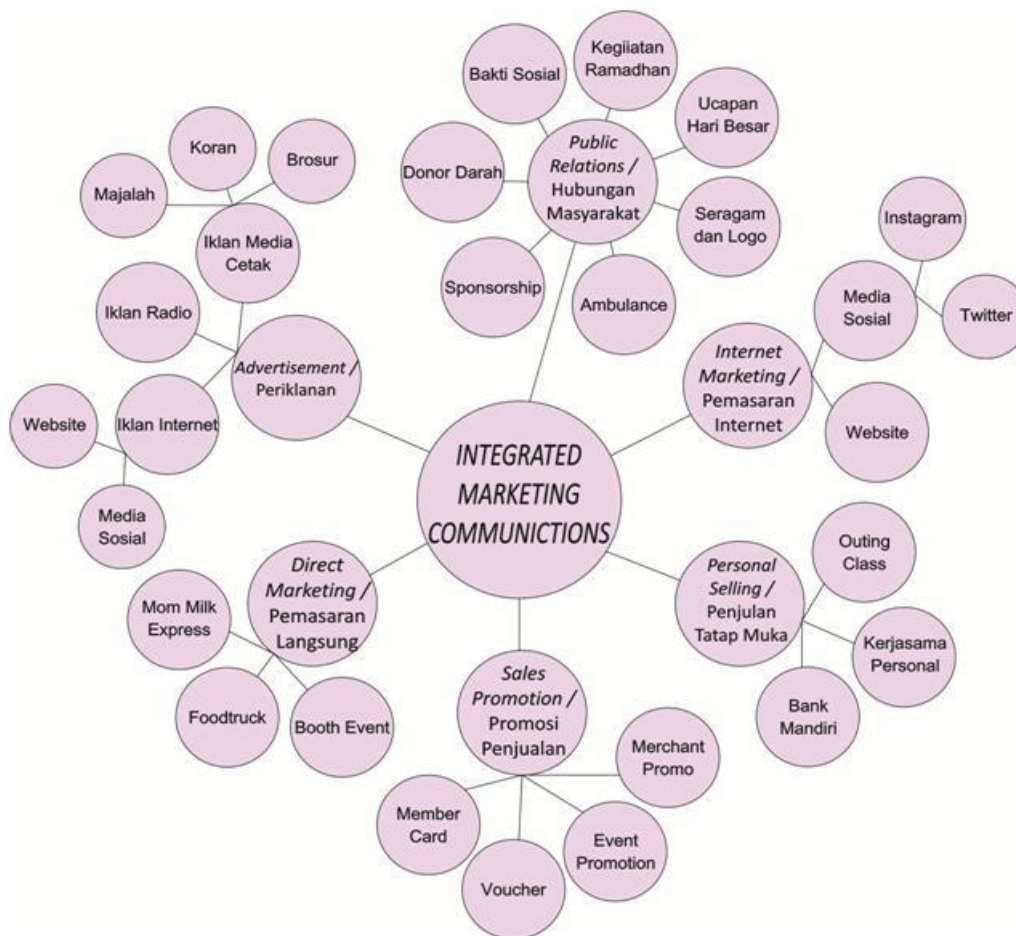 INTEGRATED
MARKETING
COMMUNICTIONS
Public
Relations /
Hubungan
Masyarakat
Bakti Sosial
Kegiiatan
Ramadhan
Ucapan
Hari Besar
Seragam
dan Logo
Ambulance
Sponsorship
Donor Darah
Internet
Marketing /
Pemasaran
Internet
Media
Sosial
Instagram
Twitter
Website
Personal
Selling /
Penjulan
Tatap Muka
Outing
Class
Kerjasama
Personal
Bank
Mandiri
Sales
Promotion /
Promosi
Penjualan
Merchant
Promo
Event
Promotion
Voucher
Member
Card
Direct
Marketing /
Pemasaran
Langsung
Mom Milk
Express
Foodtruck
Booth Event
Advertisement /
Periklanan
Iklan Media
Cetak
Majalah
Koran
Brosur
Iklan Radio
Iklan Internet
Website
Media
Sosial